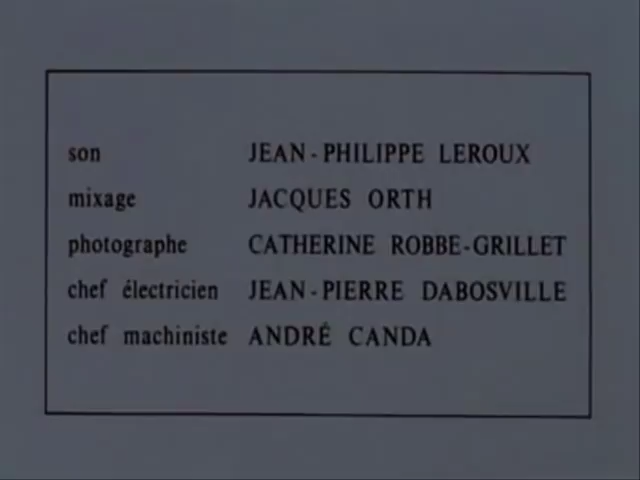 son JEAN-PHILIPPE LEROUX
mixage JACQUES ORTH
photographe CATHERINE ROBBE-GRILLET
chef électricien JEAN-PIERRE DABOSVILLE
chef machiniste ANDRÉ CANDA